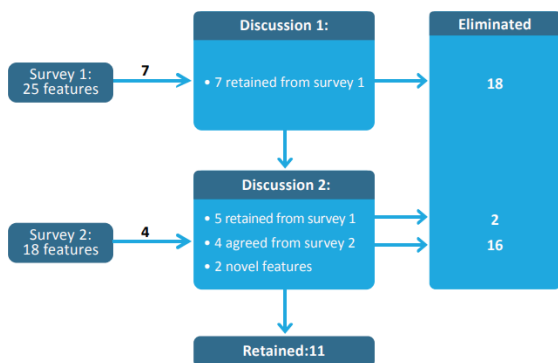 Discussion 1:
Eliminated
Survey 1:
25 features
7
• 7 retained from survey 1
18
Discussion 2:
Survey 2:
18 features
4
• 5 retained from survey 1
• 4 agreed from survey 2
• 2 novel features
2
16
Retained:11